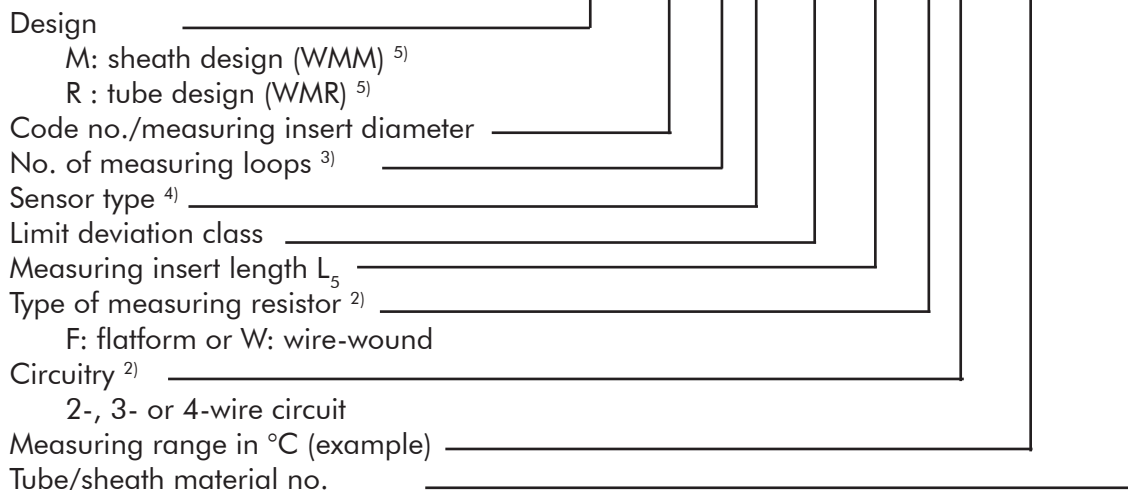 Design
M: sheath design (WMM) 5)
R : tube design (WMR) 5)
Code no./measuring insert diameter
No. of measuring loops 3)
Sensor type 4)
Limit deviation class
Measuring insert length L5
Type of measuring resistor 2)
F: flatform or W: wire-wound
Circuitry 2)
2-, 3- or 4-wire circuit
Measuring range in °C (example)
Tube/sheath material no.